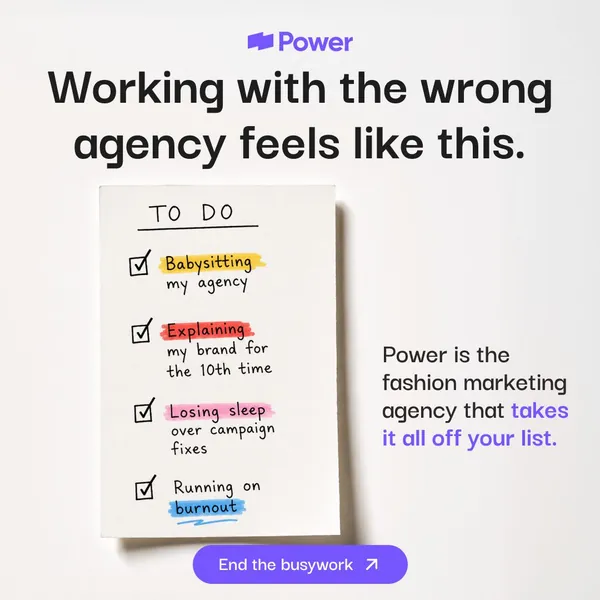 Power
Working with the wrong
agency feels like this.
TO DO
Babysitting
my agency
Explaining
my brand for
the 10th time
Losing sleep
over campaign
fixes
Running on
burnout
Power is the
fashion marketing
agency that takes
it all off your list.
End the busywork